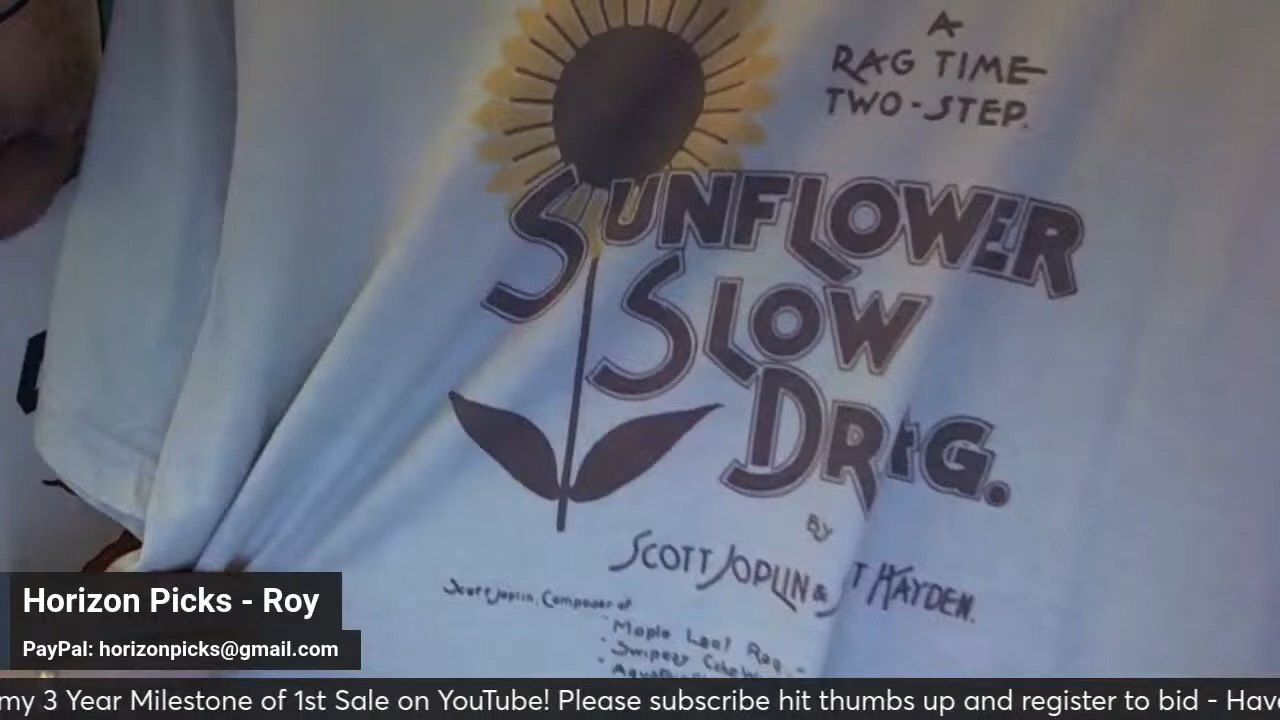 A
RAG TIME
TWO-STEP.
SUNFLOWER
SLOW
DRAG.
BY
SCOTT JOPLIN & T HAYDEN.
Scott Joplin, Composer of
Maple Leaf Rag,
Swipesy Cake
Horizon Picks - Roy
PayPal: horizonpicks@gmail.com
my 3 Year Milestone of 1st Sale on YouTube! Please subscribe hit thumbs up and register to bid - Hav